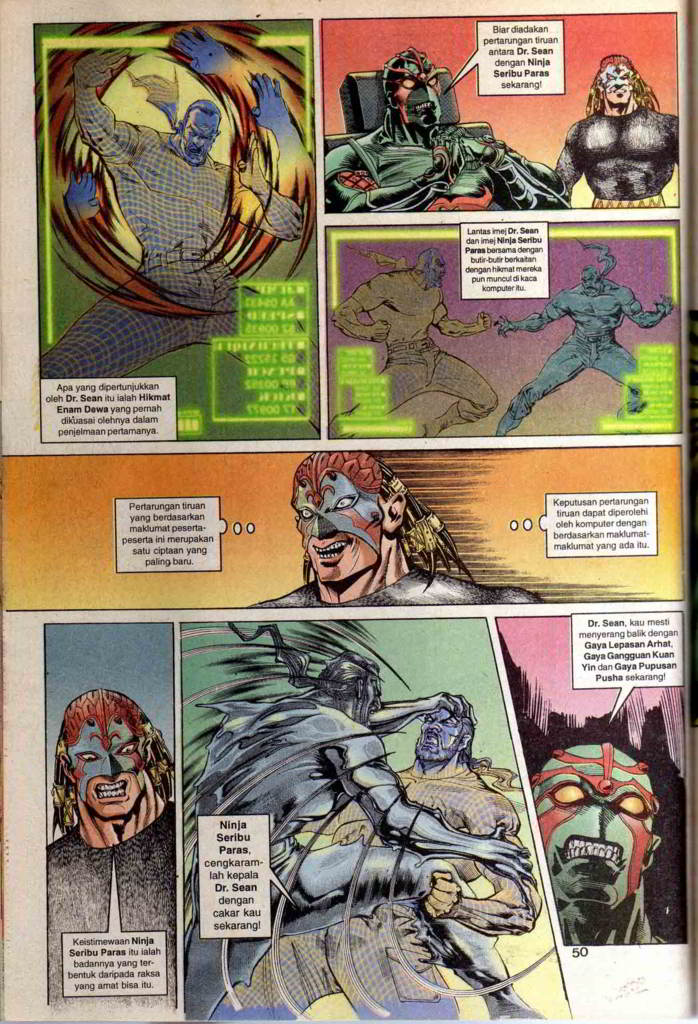 Apa yang dipertunjukkan
oleh Dr. Sean itu ialah Hikmat
Enam Dewa yang pernah
dikuasai olehnya dalam
penjelmaan pertamanya.
Biar diadakan
pertarungan tiruan
antara Dr. Sean
dengan Ninja
Seribu Paras
sekarang!
Lantas imej Dr. Sean
dan imej Ninja Seribu
Paras bersama dengan
butir-butir berkaitan
dengan hikmat mereka
pun muncul di kaca
komputer itu.
Pertarungan tiruan
yang berdasarkan
maklumat peserta-
peserta ini merupakan
satu ciptaan yang
paling baru.
Keputusan pertarungan
tiruan dapat diperolehi
oleh komputer dengan
berdasarkan maklumat-
maklumat yang ada itu.
Keistimewaan Ninja
Seribu Paras itu ialah
badannya yang ter-
bentuk daripada raksa
yang amat bisa itu.
Ninja
Seribu
Paras,
cengkaram-
lah kepala
Dr. Sean
dengan
cakar kau
sekarang!
Dr. Sean, kau mesti
menyerang balik dengan
Gaya Lepasan Arhat,
Gaya Gangguan Kuan
Yin dan Gaya Pupusan
Pusha sekarang!
50